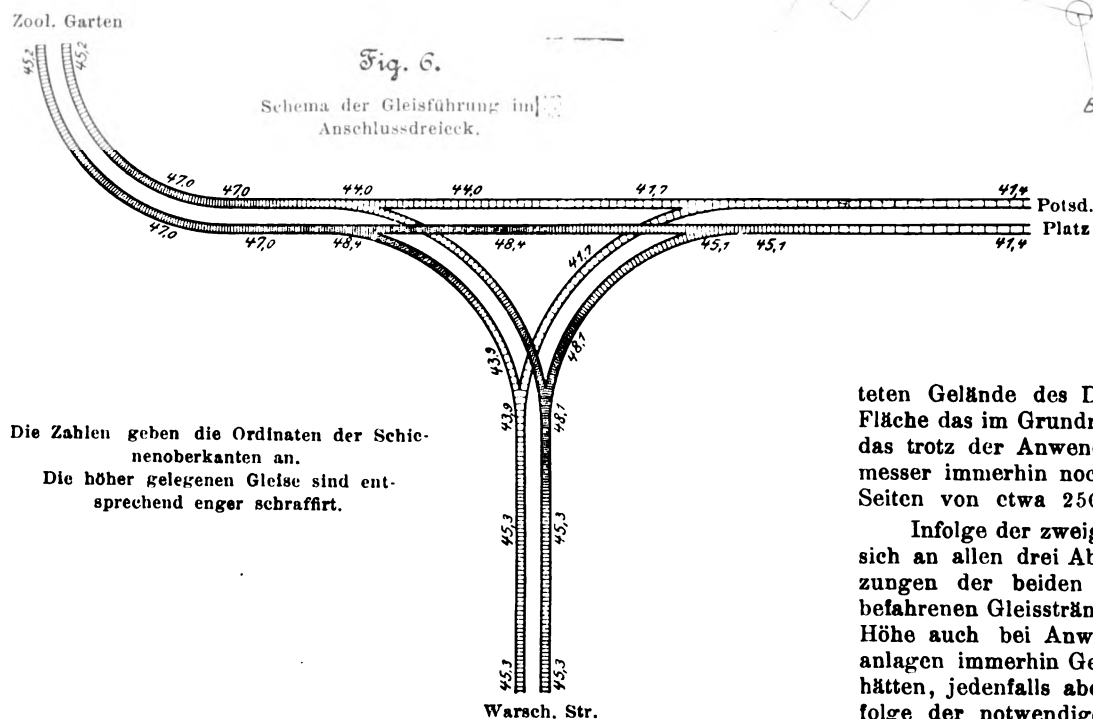 Zool. Garten
45,2
45,2
Fig. 6.
Schema der Gleisführung im
Anschlussdreieck.
47,0
47,0
44,0
44,0
41,7
41,4
Potsd.
Platz
47,0
47,0
48,4
48,4
41,7
45,1
45,1
41,4
43,9
48,1
43,9
48,1
Die Zahlen geben die Ordinaten der Schie-
nenoberkanten an.
Die höher gelegenen Gleise sind ent-
sprechend enger schraffirt.
45,3
45,3
45,3
45,3
Warsch. Str.
teten Gelände des D
Fläche das im Grundr
das trotz der Anwen
messer immerhin noc
Seiten von etwa 250
Infolge der zweig
sich an allen drei Ab
zungen der beiden
befahrenen Gleissträn
Höhe auch bei Anw
anlagen immerhin Ge
hätten, jedenfalls abe
folge der notwendige